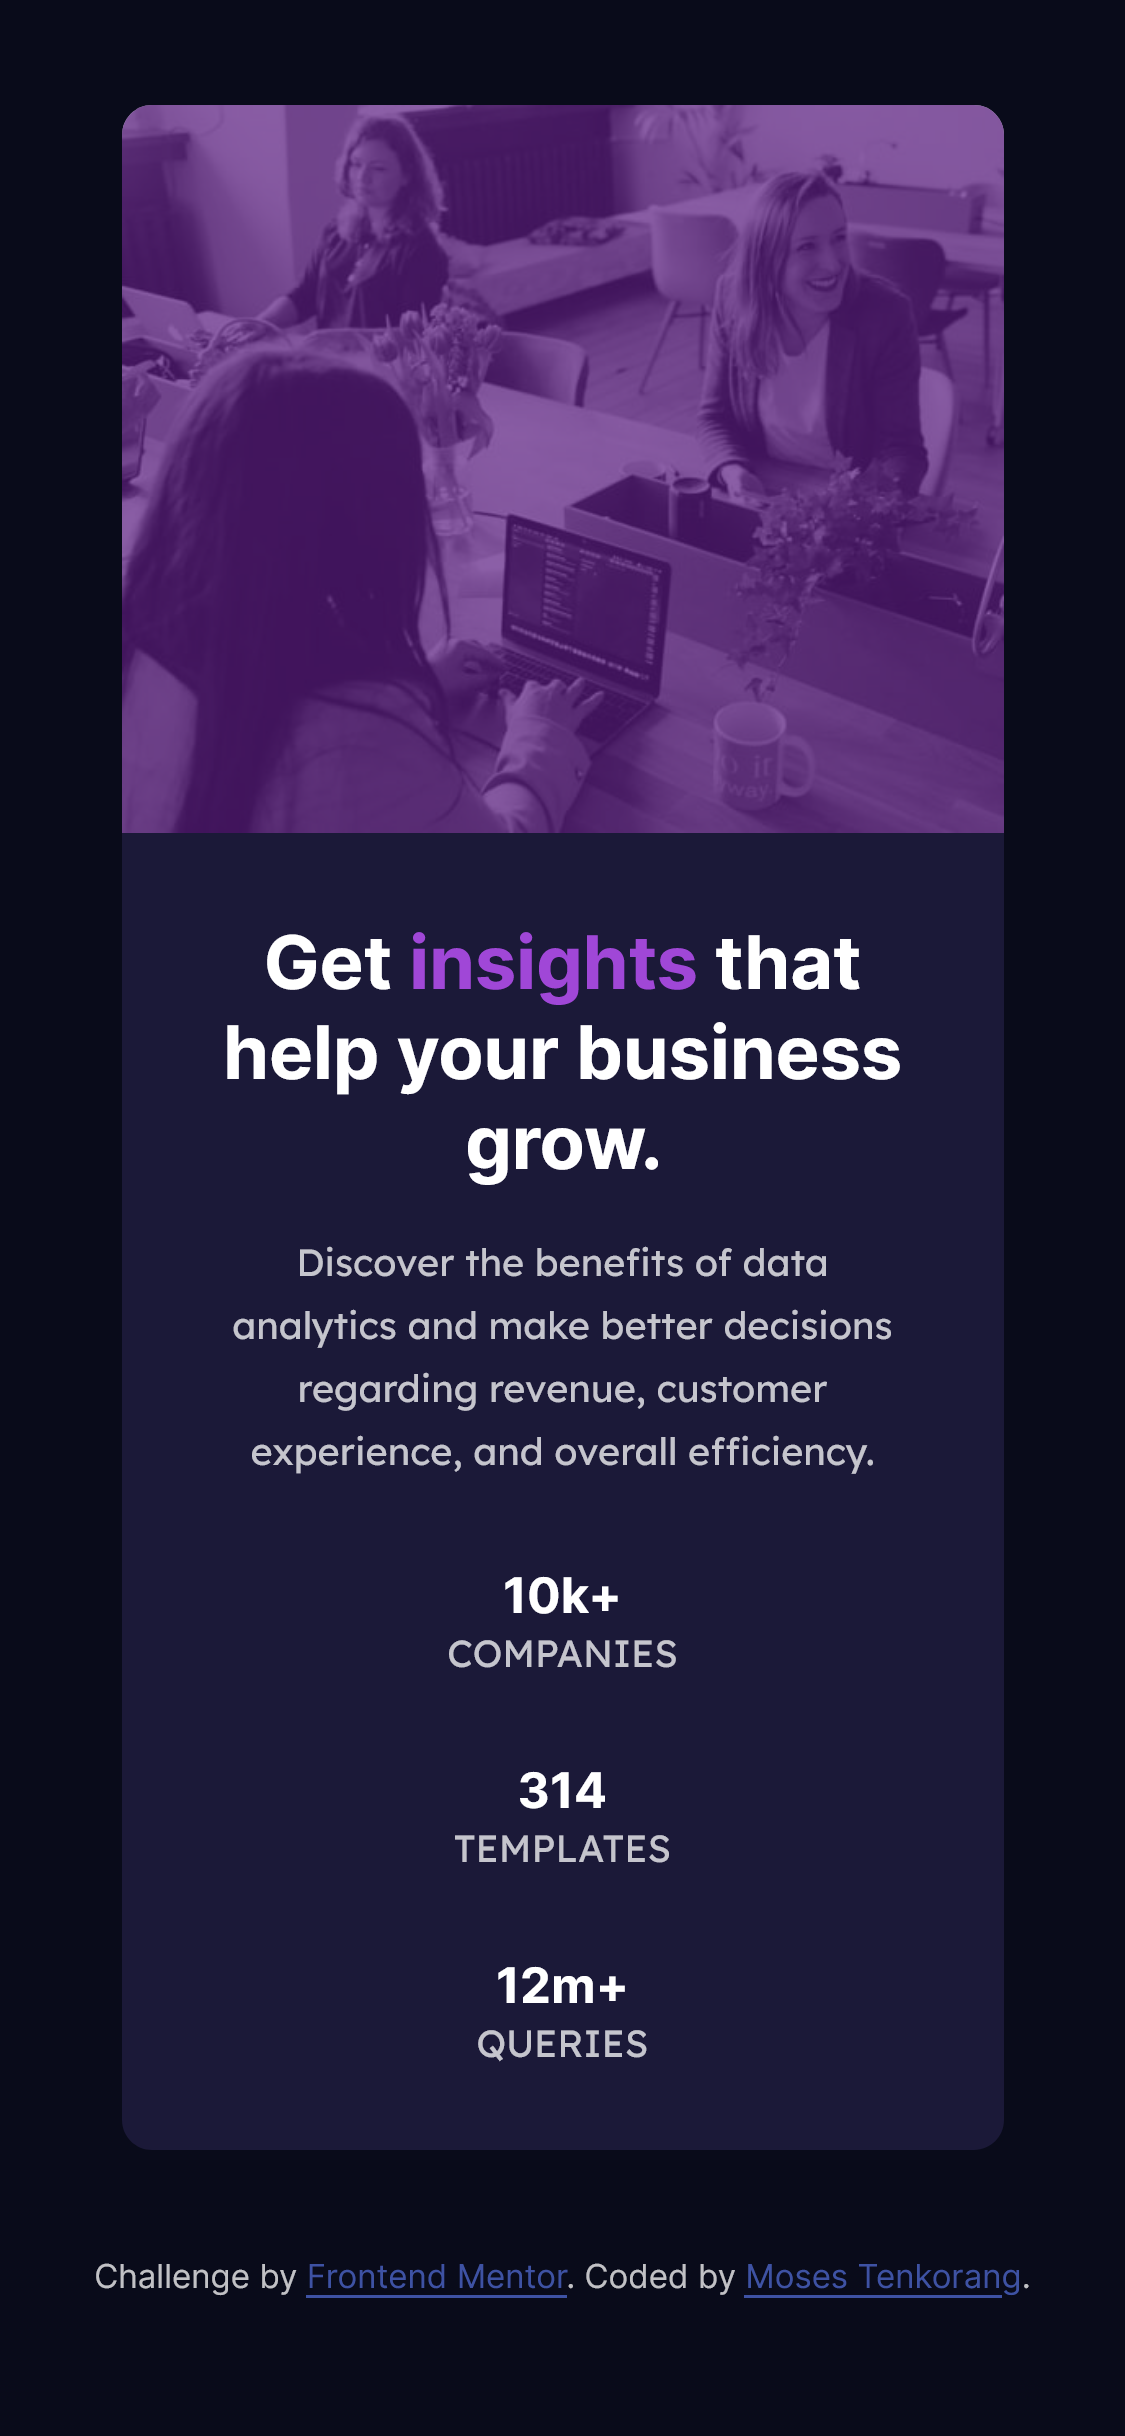 Get insights that
help your business
grow.
Discover the benefits of data
analytics and make better decisions
regarding revenue, customer
experience, and overall efficiency.
10k+
COMPANIES
314
TEMPLATES
12m+
QUERIES
Challenge by Frontend Mentor. Coded by Moses Tenkorang.